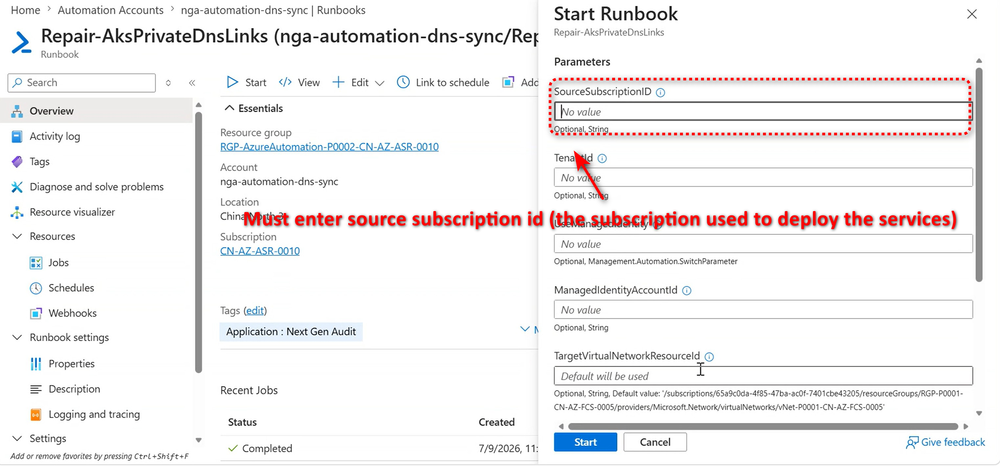 Home > Automation Accounts > nga-automation-dns-sync | Runbooks
Repair-AksPrivateDnsLinks (nga-automation-dns-sync/Rep
Runbook
Search
Start
View
Edit
Link to schedule
Add
Overview
Activity log
Tags
Diagnose and solve problems
Resource visualizer
Resources
Jobs
Schedules
Webhooks
Runbook settings
Properties
Description
Logging and tracing
Settings
Add or remove favorites by pressing Ctrl+Shift+F
Essentials
Resource group
RGP-AzureAutomation-P0002-CN-AZ-ASR-0010
Account
nga-automation-dns-sync
Location
China North 3
Subscription
CN-AZ-ASR-0010
Tags (edit)
Application : Next Gen Audit
Recent Jobs
Status Created
Completed 7/9/2026, 11:
Start Runbook
Repair-AksPrivateDnsLinks
Parameters
SourceSubscriptionID
No value
Optional, String
TenantId
No value
Optional, String
Must enter source subscription id (the subscription used to deploy the services)
UseManagedIdentity
No value
Optional, Management.Automation.SwitchParameter
ManagedIdentityAccountId
No value
Optional, String
TargetVirtualNetworkResourceId
Default will be used
Optional, String, Default value: '/subscriptions/65a9c0da-4f85-47ba-ac0f-7401cbe43205/resourceGroups/RGP-P0001-
CN-AZ-FCS-0005/providers/Microsoft.Network/virtualNetworks/vNet-P0001-CN-AZ-FCS-0005'
Start
Cancel
Give feedback